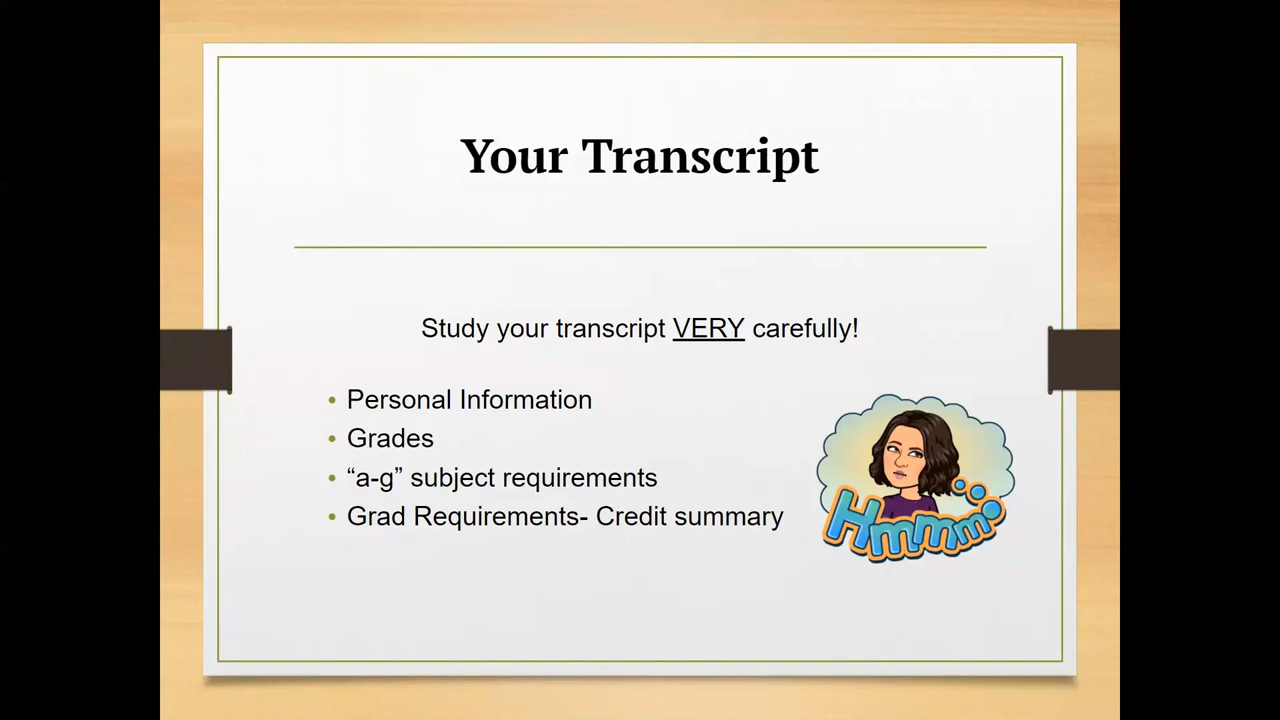 Your Transcript
Study your transcript VERY carefully!
• Personal Information
• Grades
• “a-g” subject requirements
• Grad Requirements- Credit summary
Hmmm